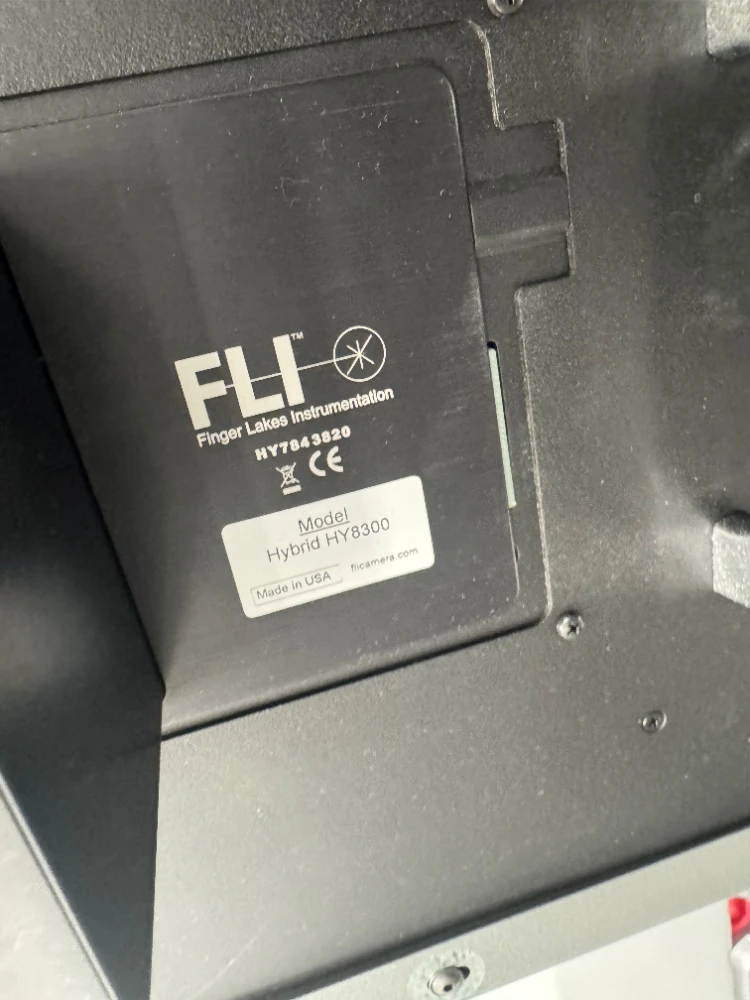 FLI™
Finger Lakes Instrumentation
HY7843820
CE
Model
Hybrid HY8300
Made in USA flicamera.com